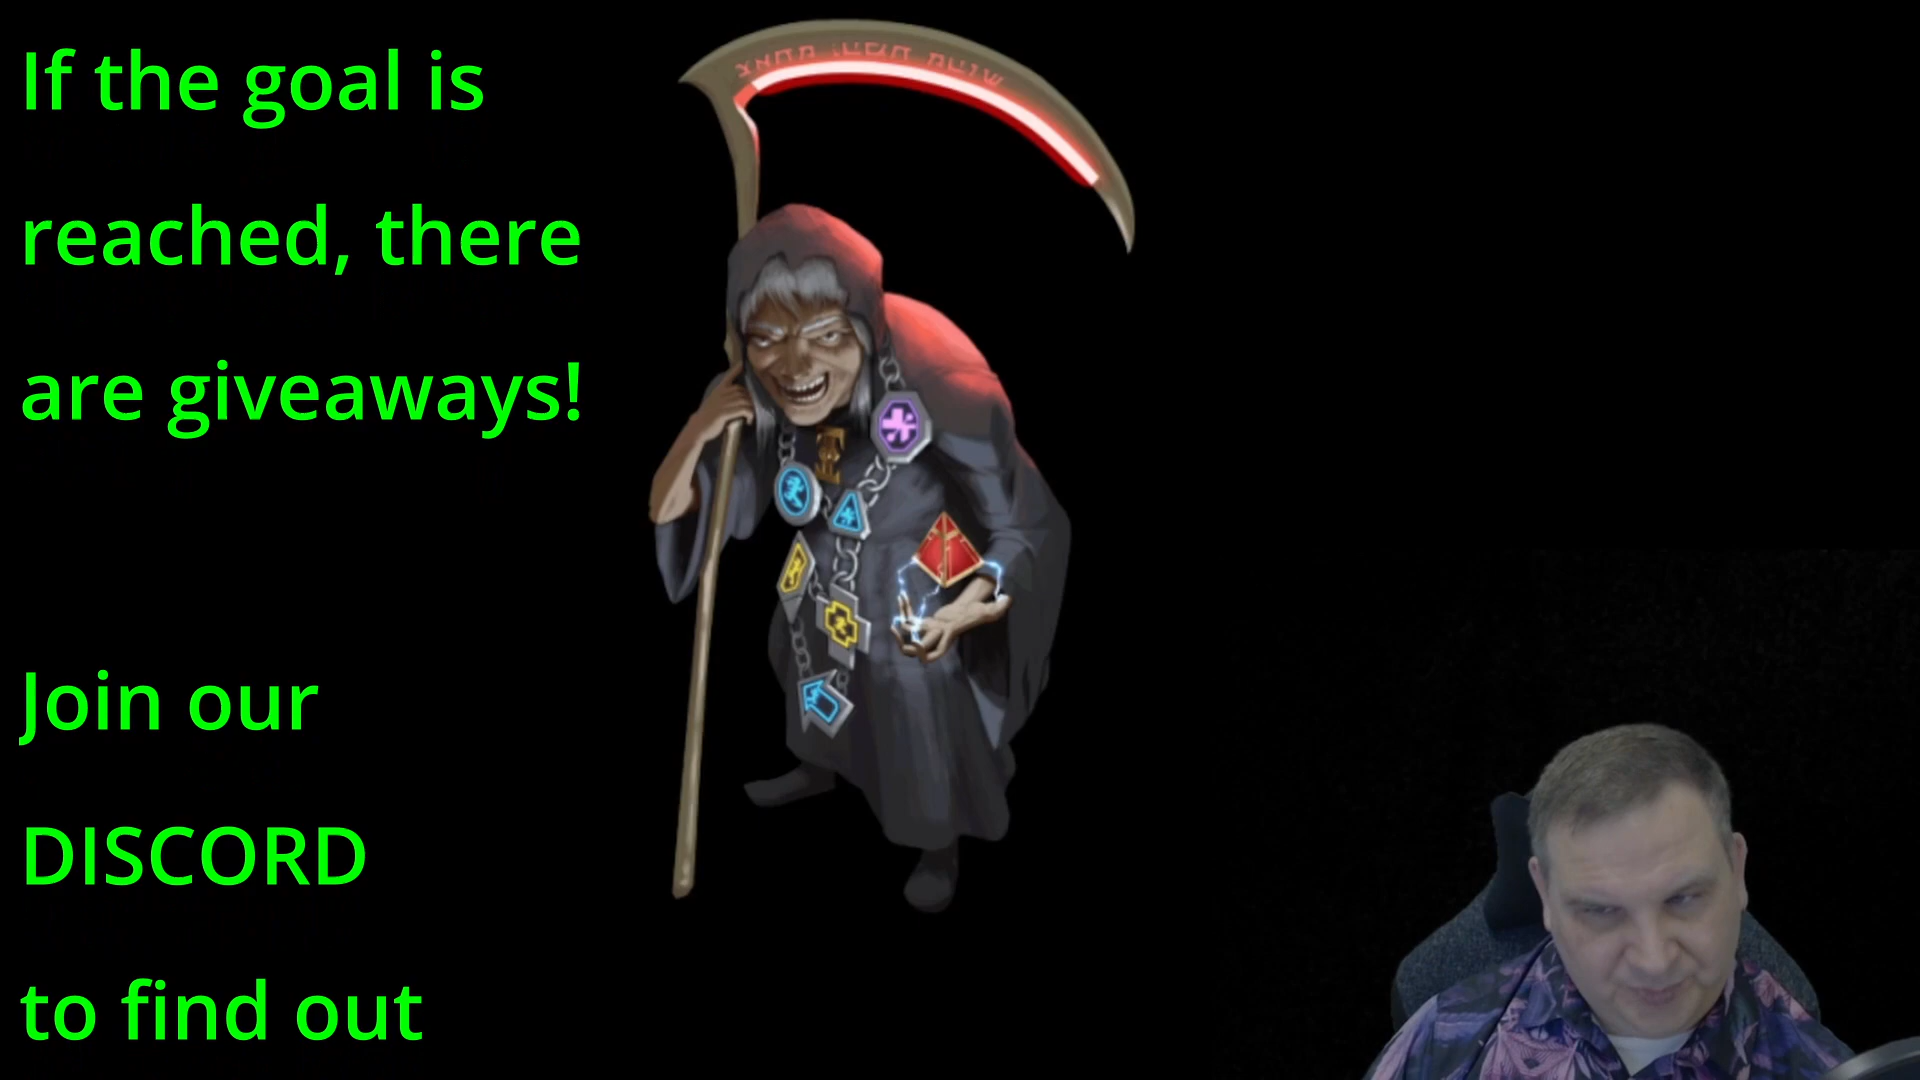 If the goal is
reached, there
are giveaways!
Join our
DISCORD
to find out